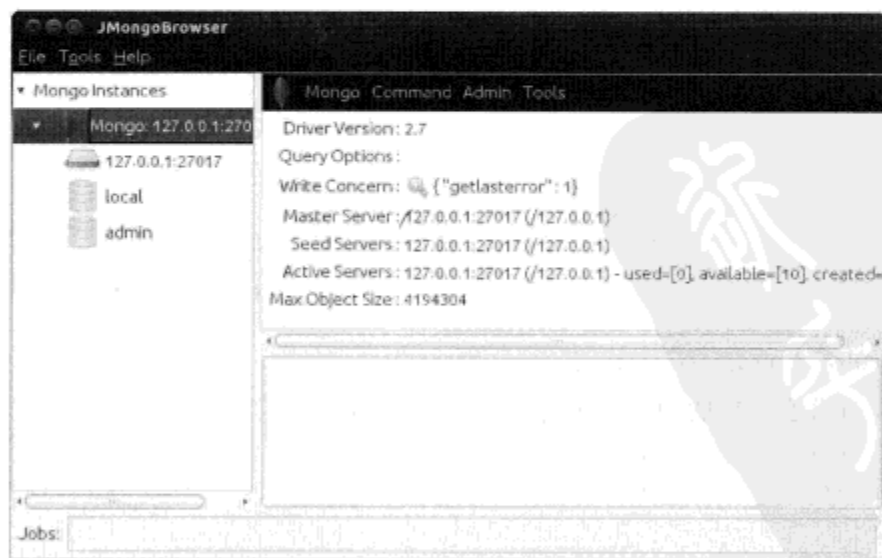 JMongoBrowser
File Tools Help
Mongo Instances
Mongo: 127.0.0.1:270
127.0.0.1:27017
local
admin
Mongo Command Admin Tools
Driver Version : 2.7
Query Options :
Write Concern : { "getlasterror" : 1}
Master Server : /127.0.0.1:27017 (/127.0.0.1)
Seed Servers : 127.0.0.1:27017 (/127.0.0.1)
Active Servers : 127.0.0.1:27017 (/127.0.0.1) - used=[0], available=[10], created=
Max Object Size : 4194304
Jobs: